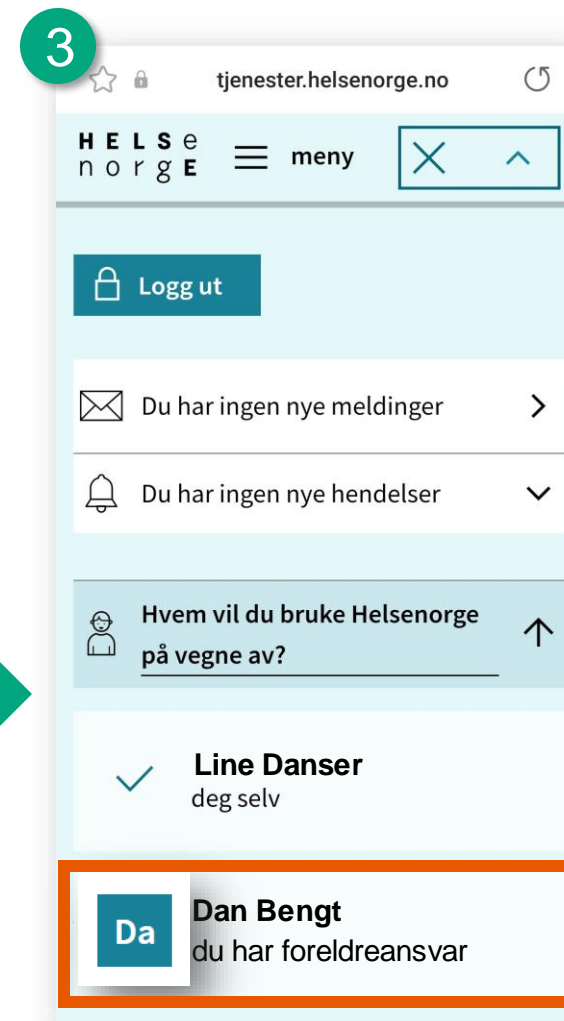 3
tjenester.helsenorge.no
HELSe
norgE
meny
Logg ut
Du har ingen nye meldinger
Du har ingen nye hendelser
Hvem vil du bruke Helsenorge
på vegne av?
Line Danser
deg selv
Da
Dan Bengt
du har foreldreansvar